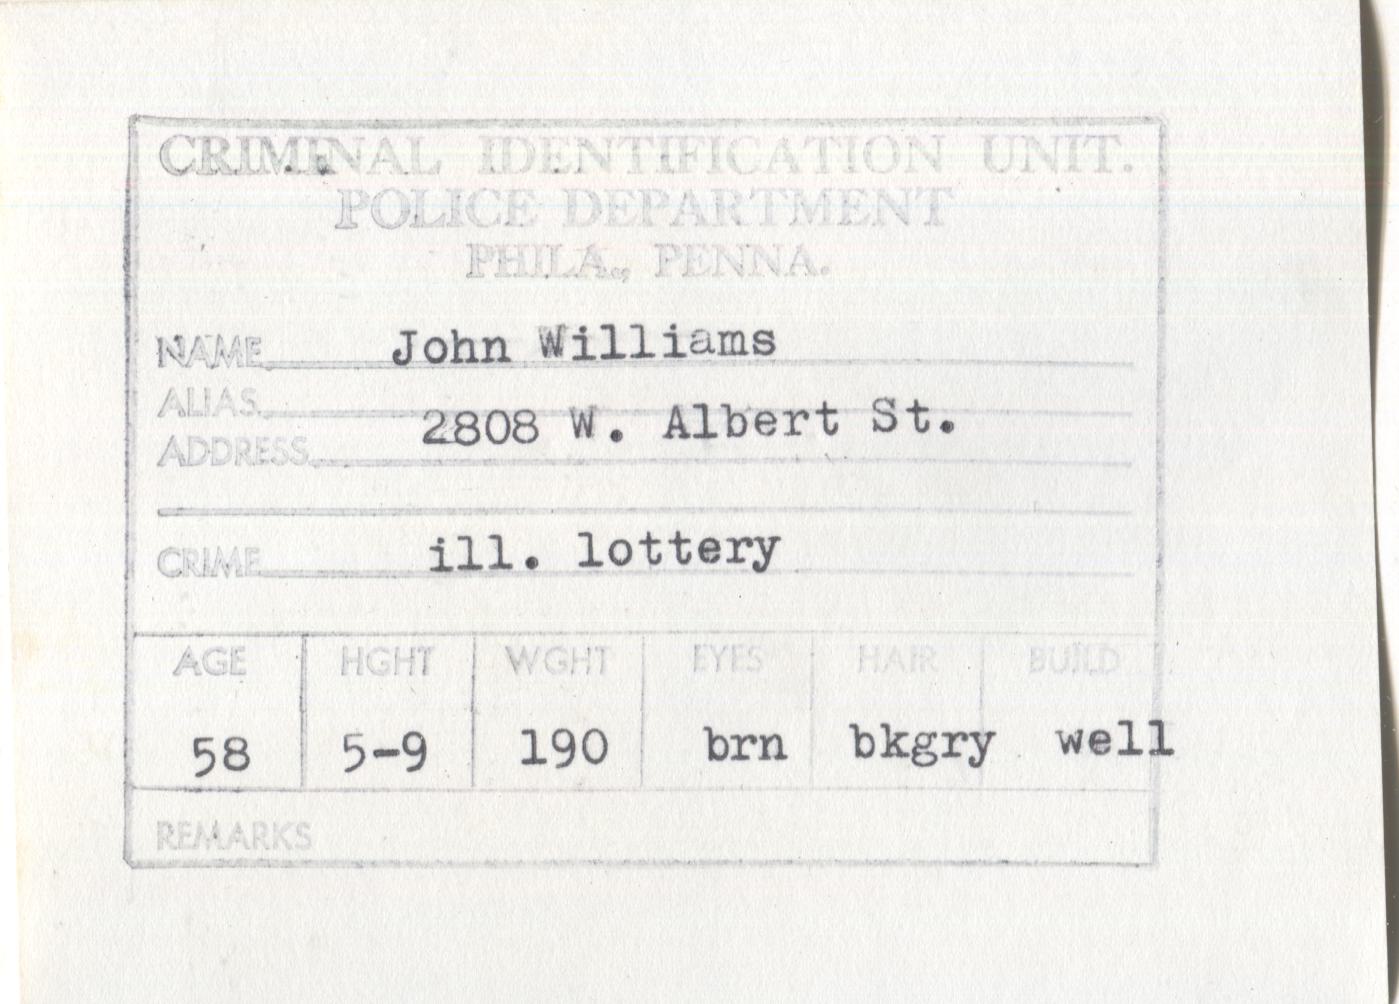 CRIMINAL IDENTIFICATION UNIT.
POLICE DEPARTMENT
PHILA., PENNA.
NAME John Williams
ALIAS
ADDRESS 2808 W. Albert St.
CRIME ill. lottery
AGE HGHT WGHT EYES HAIR BUILD
58 5-9 190 brn bkgry well
REMARKS